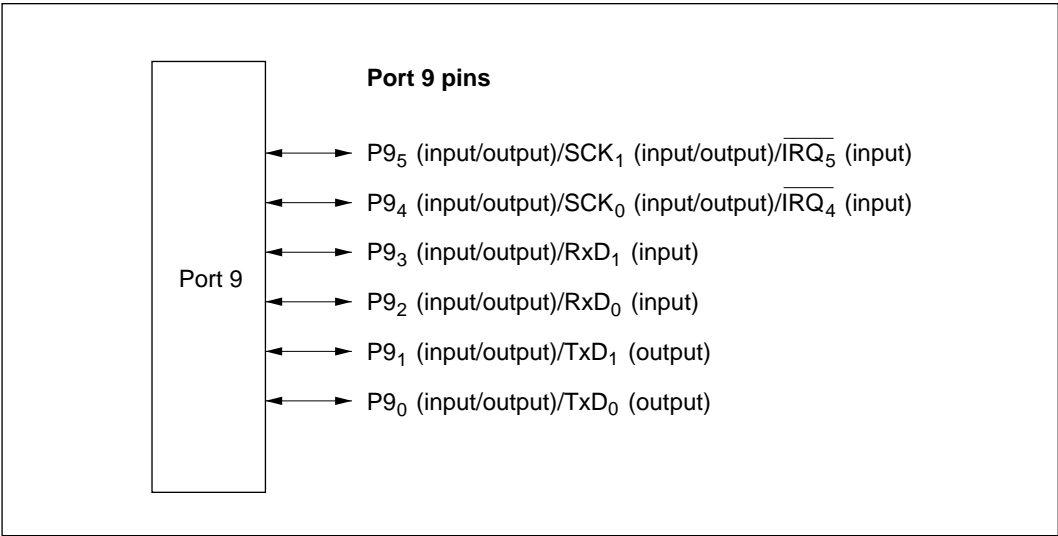 Port 9 pins
P9₅ (input/output)/SCK₁ (input/output)/I̅R̅Q̅₅̅ (input)
P9₄ (input/output)/SCK₀ (input/output)/I̅R̅Q̅₄̅ (input)
P9₃ (input/output)/RxD₁ (input)
Port 9
P9₂ (input/output)/RxD₀ (input)
P9₁ (input/output)/TxD₁ (output)
P9₀ (input/output)/TxD₀ (output)